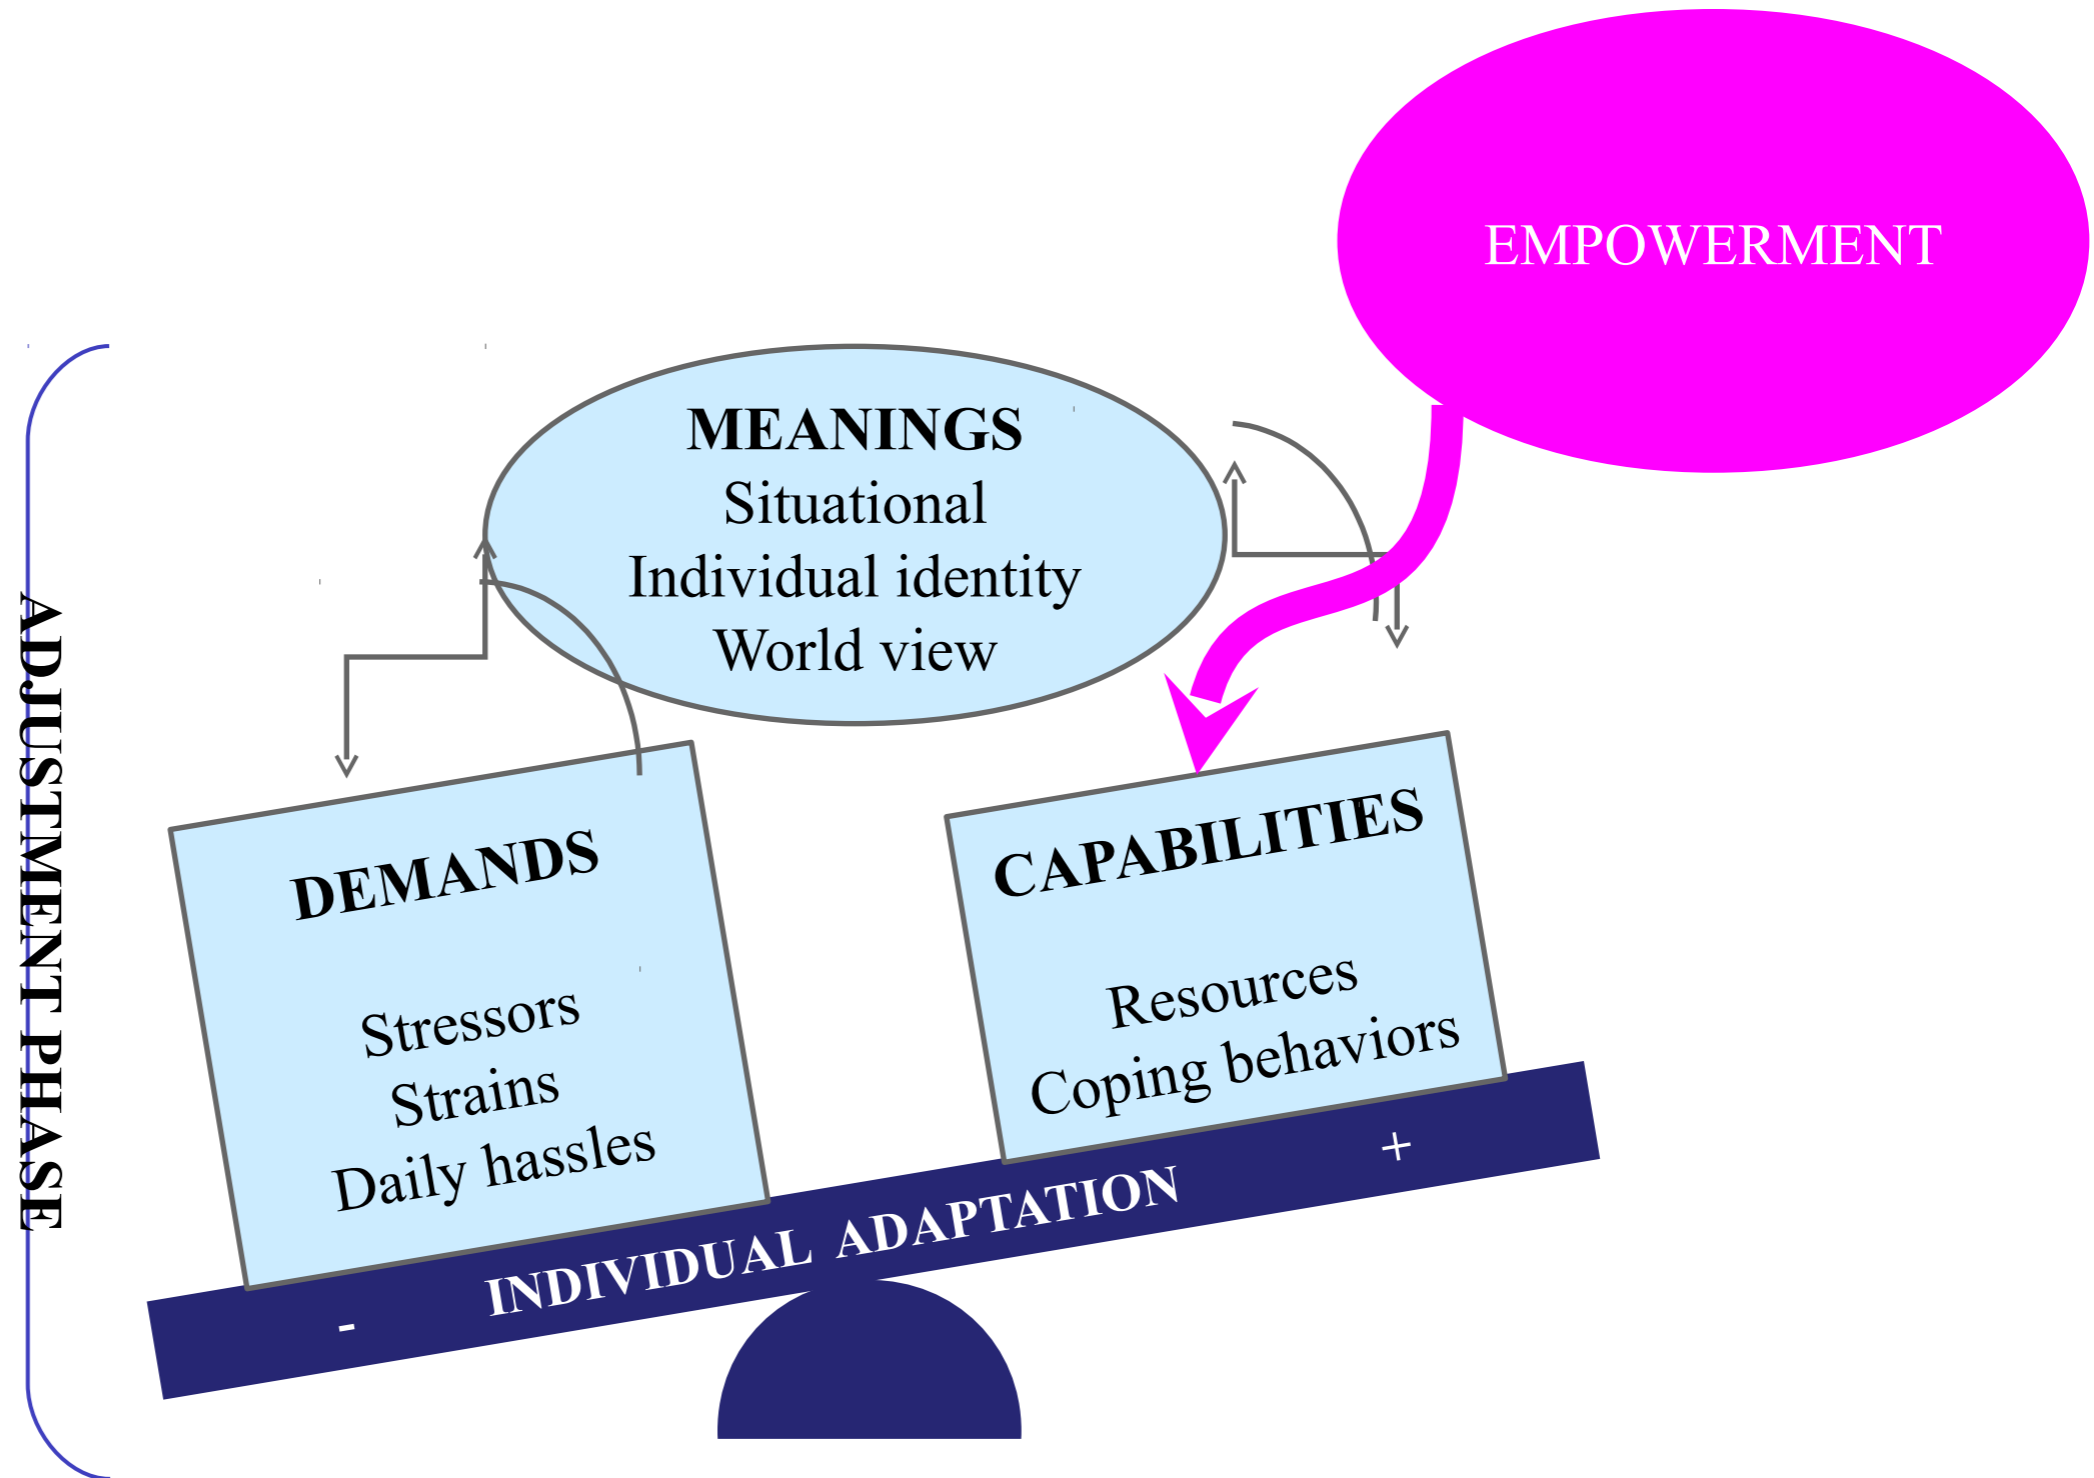 EMPOWERMENT
MEANINGS
Situational
Individual identity
World view
ADJUSTMENT PHASE
DEMANDS
Stressors
Strains
Daily hassles
CAPABILITIES
Resources
Coping behaviors
- INDIVIDUAL ADAPTATION +